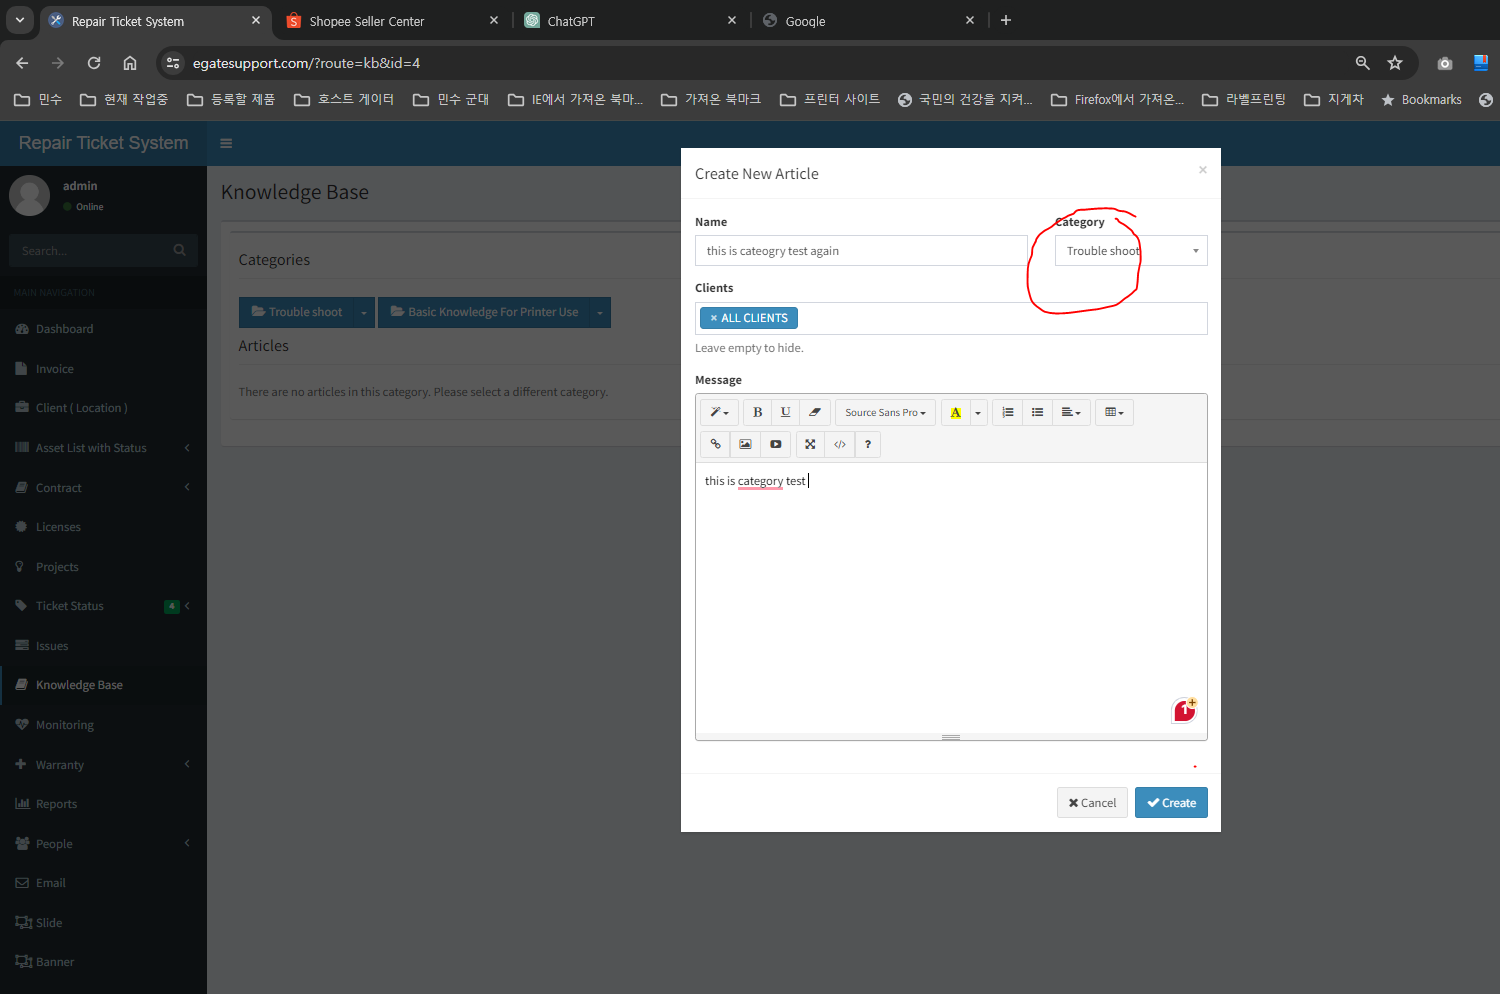 Repair Ticket System
Shopee Seller Center
ChatGPT
Google
egatesupport.com/?route=kb&id=4
민수
현재 작업중
등록할 제품
호스트 게이터
민수 군대
IE에서 가져온 북마...
가져온 북마크
프린터 사이트
국민의 건강을 지켜...
Firefox에서 가져온...
라벨프린팅
지게차
Bookmarks
Repair Ticket System
admin
Online
Search...
MAIN NAVIGATION
Dashboard
Invoice
Client ( Location )
Asset List with Status
Contract
Licenses
Projects
Ticket Status 4
Issues
Knowledge Base
Monitoring
Warranty
Reports
People
Email
Slide
Banner
Knowledge Base
Categories
Trouble shoot
Basic Knowledge For Printer Use
Articles
There are no articles in this category. Please select a different category.
Create New Article
×
Name
Category
this is cateogry test again
Trouble shoot
Clients
× ALL CLIENTS
Leave empty to hide.
Message
B U Source Sans Pro A
</> ?
this is category test
1
Cancel
Create